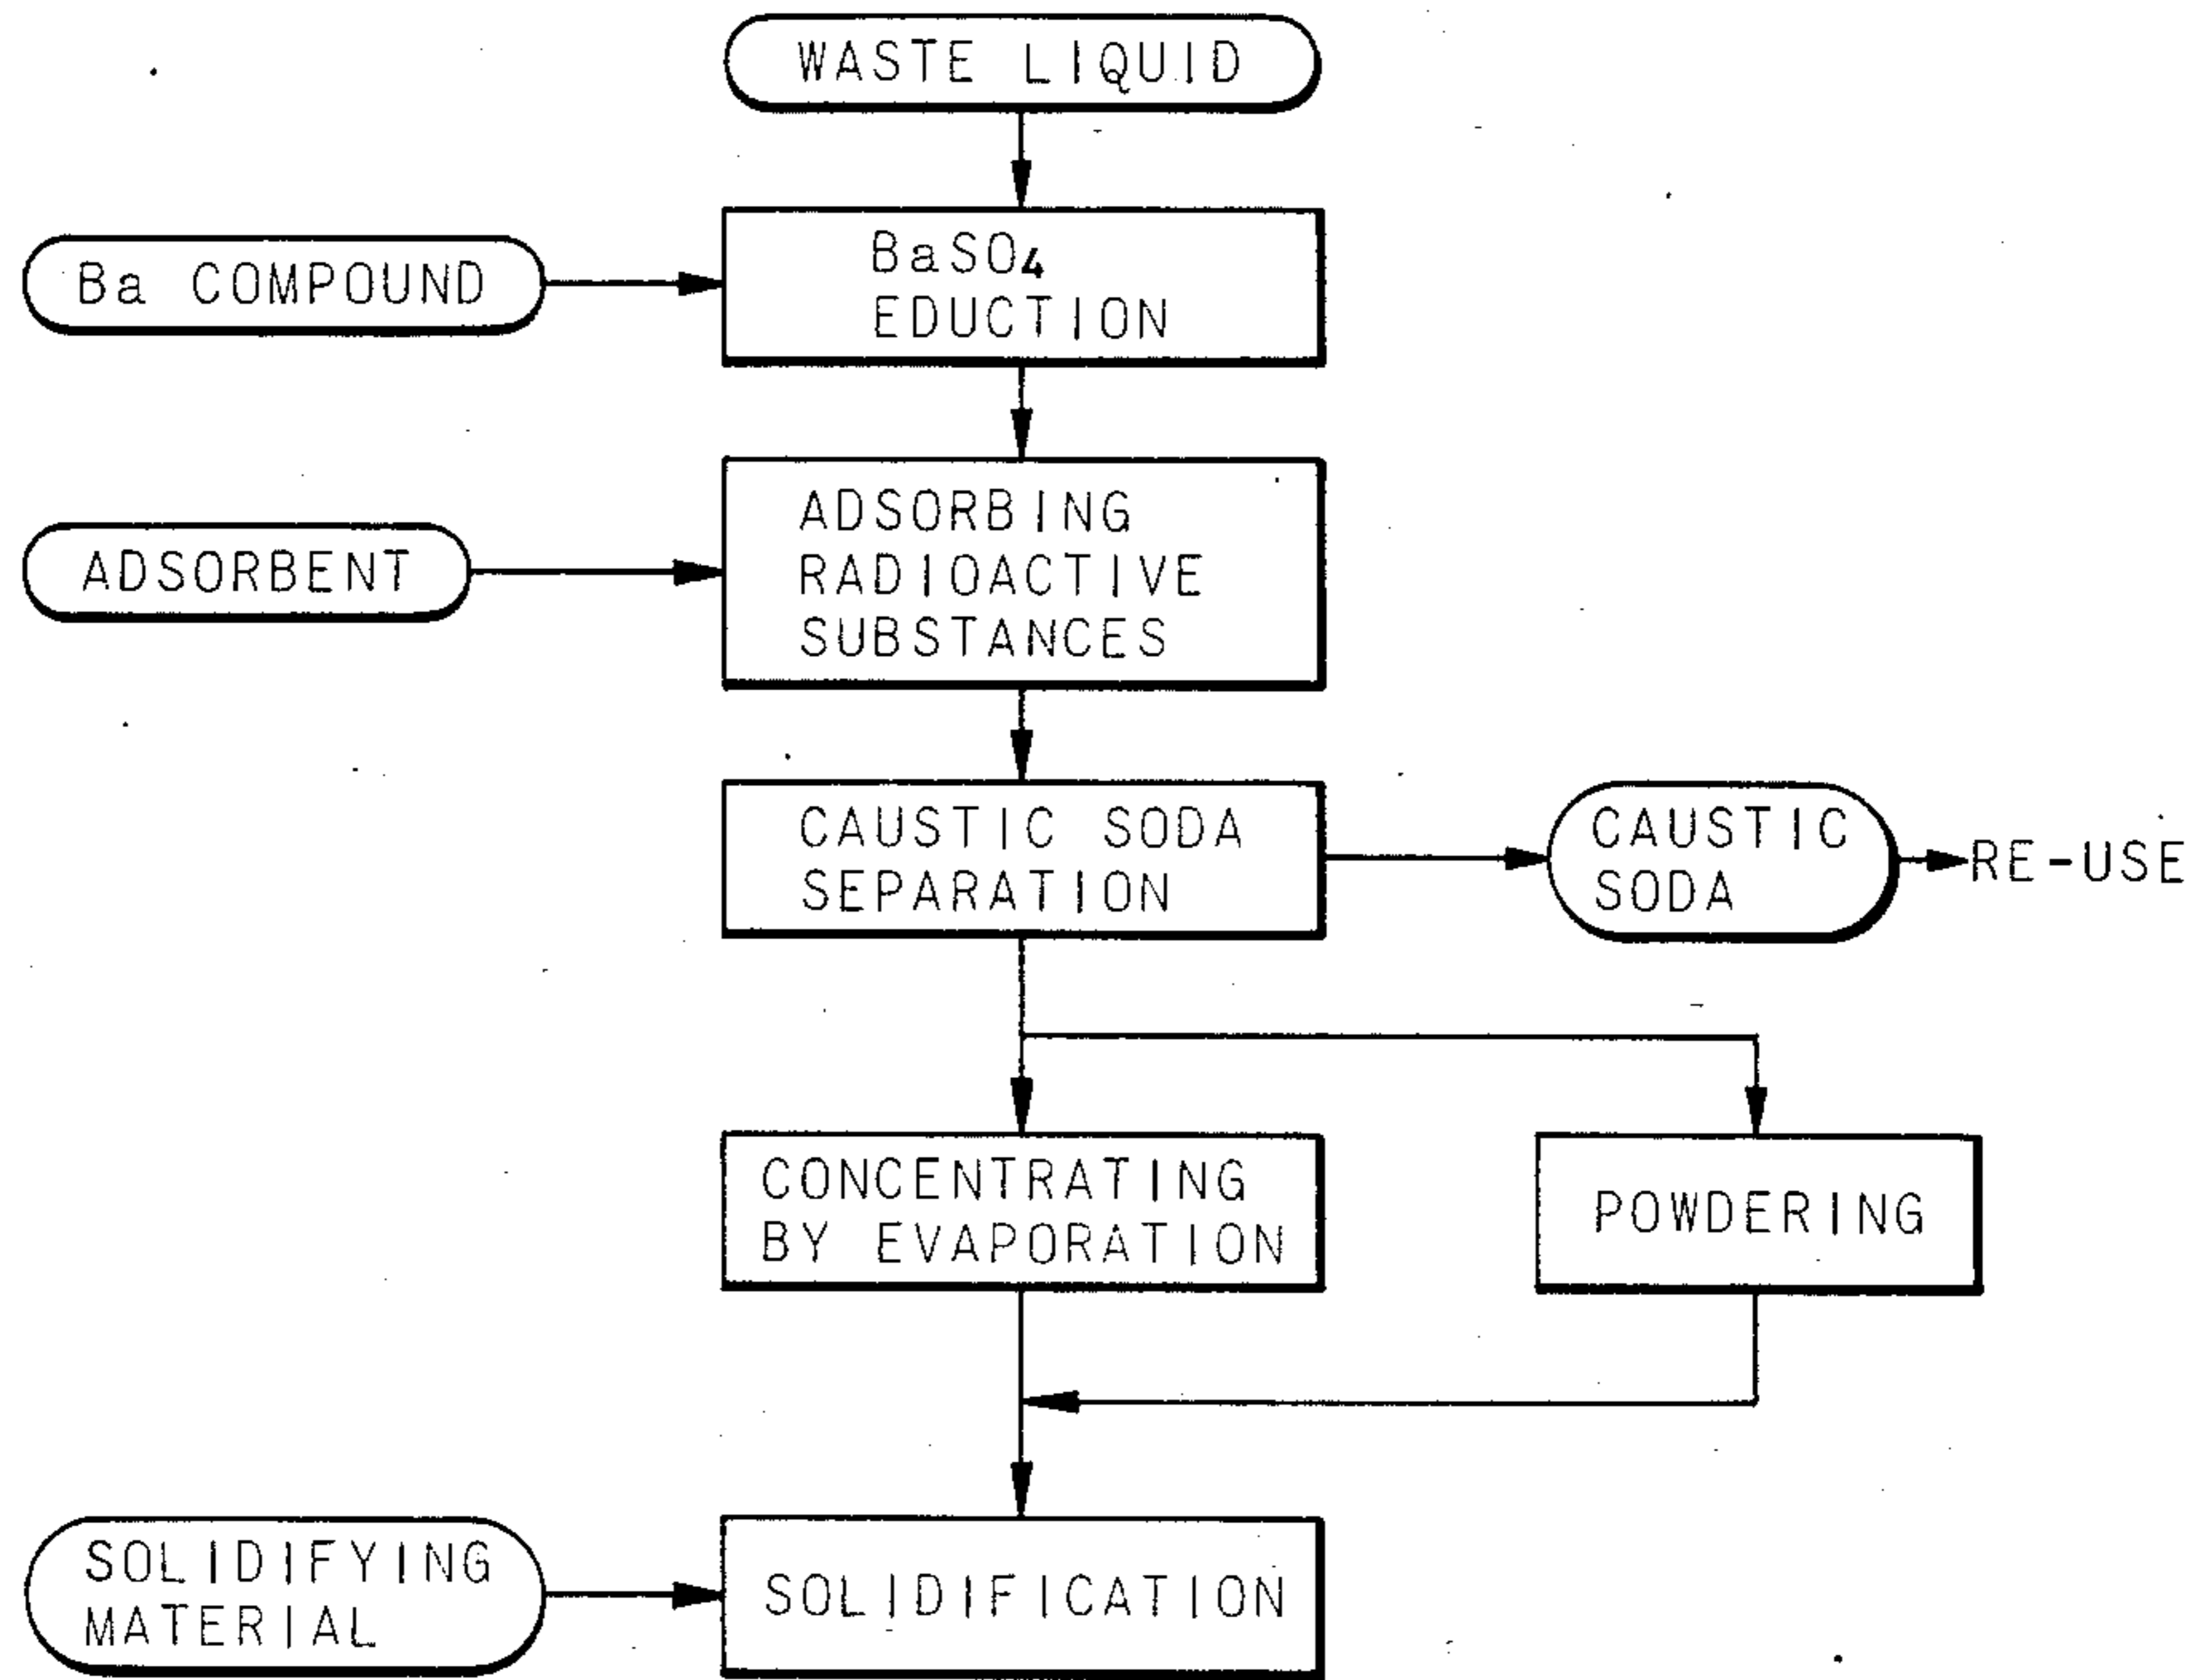 WASTE LIQUID
Ba COMPOUND
BaSO₄
EDUCTION
ADSORBENT
ADSORBING
RADIOACTIVE
SUBSTANCES
CAUSTIC SODA
SEPARATION
CAUSTIC
SODA
RE-USE
CONCENTRATING
BY EVAPORATION
POWDERING
SOLIDIFYING
MATERIAL
SOLIDIFICATION